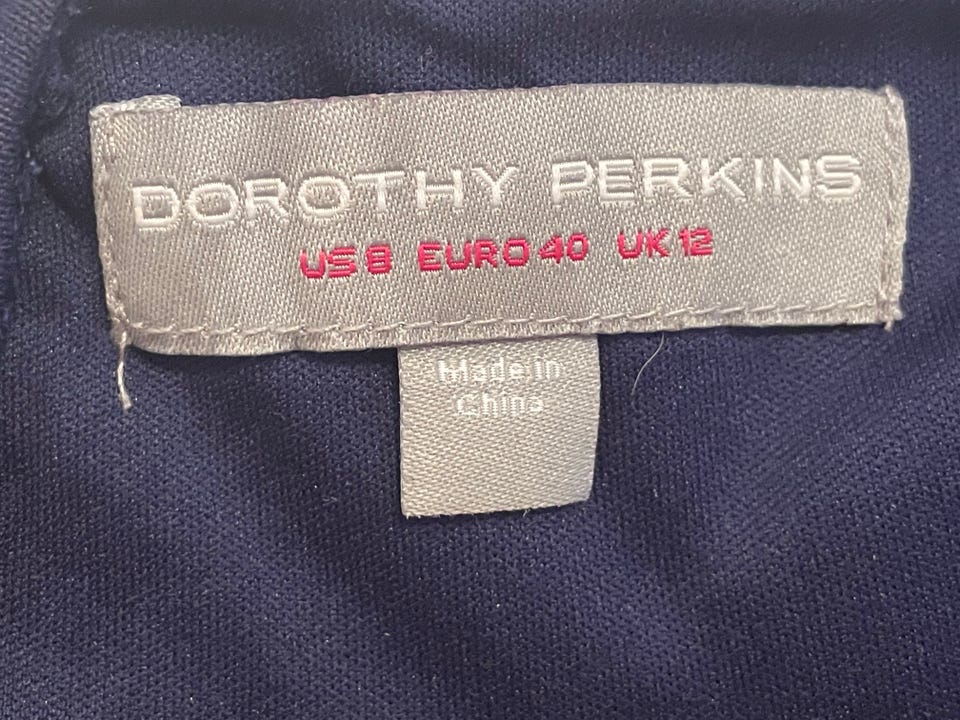 DOROTHY PERKINS
US 8 EURO 40 UK 12
Made in
China